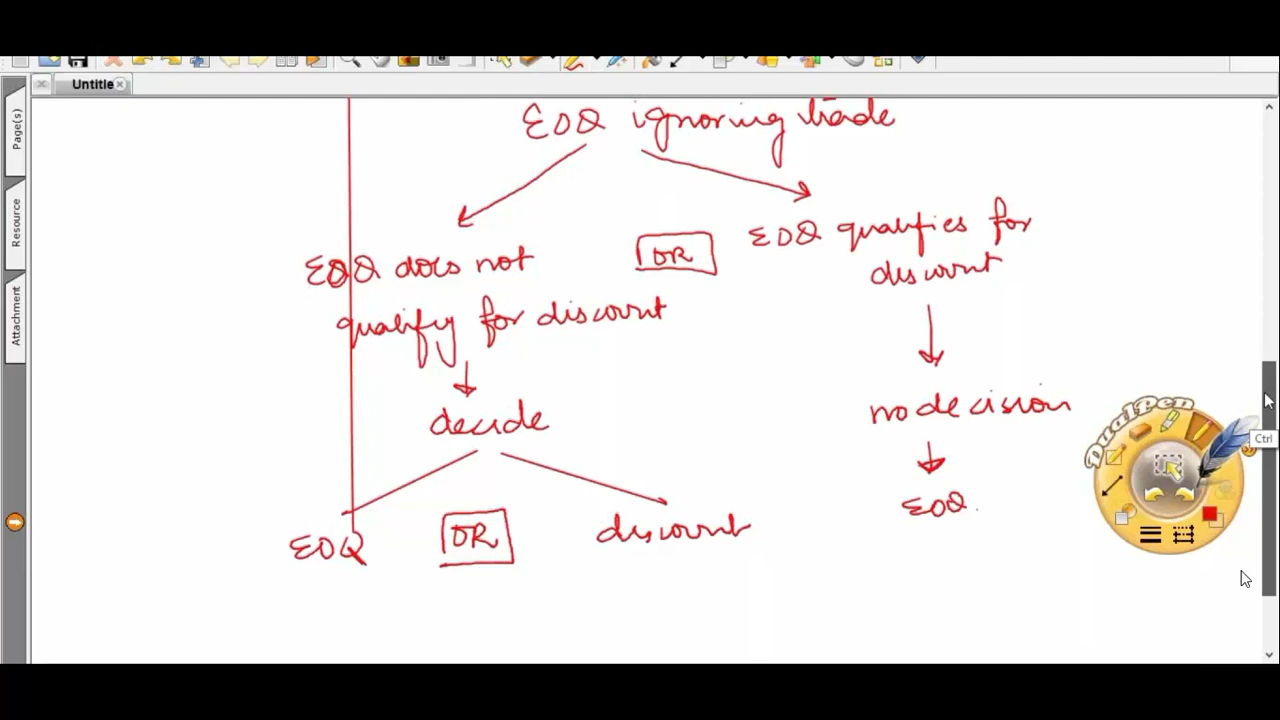 Untitle
Page(s)
Resource
Attachment
EOQ ignoring trade
EOQ does not
qualify for discount
OR
EOQ qualifies for
discount
decide
no decision
EOQ
OR
discount
EOQ
DualPen
Ctrl